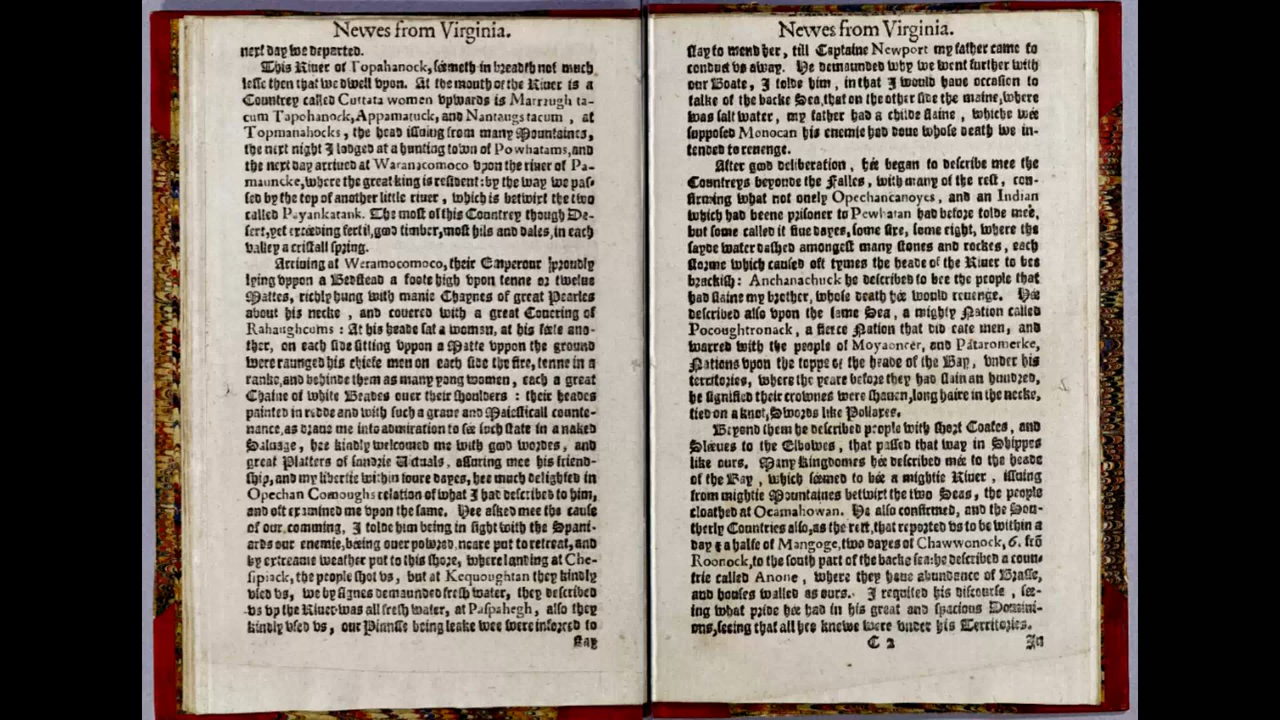 Newes from Virginia.
next day we departed.
This River of Topahanock, seemeth in breadth not much
lesse then that we dwell vpon. At the mouth of the River is a
Countrey called Cuttata women vpwards is Marraugh ta-
cum Tapohanock, Appamatuck, and Nantaugs tacum, at
Topmanahocks, the head issuing from many Mountaines,
the next night I lodged at a hunting town of Powhatams, and
the next day arrived at Waranacomoco vpon the river of Pa-
mauncke, where the great king is resident: by the way we pas-
sed by the top of another little river, which is betwixt the two
called Payankatank. The most of this Countrey though De-
sert, yet exceeding fertil, good timber, most hils and dales, in each
valley a cristall spring.
Arriving at Weramocomoco, their Emperour proudly
lying vppon a Bedstead a foote high vpon tenne or twelue
Mattes, richly hung with manie Chaynes of great Pearles
about his necke, and covered with a great Covering of
Rahaughcums: At his heade sat a woman, at his feete ano-
ther, on each side sitting vppon a Matte vppon the ground
were raunged his chiefe men on each side the fire, tenne in a
ranke, and behinde them as many yong women, each a great
Chaine of white Beades ouer their shoulders: their heades
painted in redde and with such a graue and Maiesticall counte-
nance, as draue me into admiration to see such state in a naked
Saluage, hee kindly welcomed me with good wordes, and
great Platters of sundrie Victuals, assuring mee his friend-
ship, and my libertie within foure dayes, hee much delighted in
Opechan Comoughs relation of what I had described to him,
and oft examined me vpon the same. Hee asked mee the cause
of our comming, I tolde him being in fight with the Spani-
ards our enemie, beeing ouer powred, neare put to retreat, and
by extreame weather put to this shore, where landing at Che-
sipiack, the people shot vs, but at Kequoughtan they kindly
vsed vs, we by signes demaunded fresh water, they described
vs vp the River was all fresh water, at Paspahegh, also they
kindly vsed vs, our Pinnsse being leake wee were inforced to
stay
Newes from Virginia.
stay to mend her, till Captaine Newport my father came to
conduct vs away. He demaunded why we went further with
our Boate, I tolde him, in that I would have occasion to
talke of the backe Sea, that on the other side the maine, where
was salt water, my father had a childe slaine, whiche wee
supposed Monocan his enemie had done whose death we in-
tended to revenge.
After good deliberation, hee began to describe mee the
Countreys beyonde the Falles, with many of the rest, con-
firming what not onely Opechancanoyes, and an Indian
which had beene prisoner to Pewhatan had before tolde mee,
but some called it fiue dayes, some sixe, some eight, where the
sayde water dashed amongest many stones and rockes, each
storme which caused oft tymes the heade of the River to bee
brackish: Anchanachuck he described to bee the people that
had slaine my brother, whose death hee would revenge. Hee
described also vpon the same Sea, a mighty Nation called
Pocoughtronack, a fierce Nation that did eate men, and
warred with the people of Moyaoncer, and Pataromerke,
Nations vpon the toppe of the heade of the Bay, vnder his
territories, where the yeare before they had slain an hundred,
he signified their crownes were shauen, long haire in the necke,
tied on a knot, Swords like Pollaxes.
Beyond them he described people with short Coates, and
Sleeves to the Elbowes, that passed that way in Shippes
like ours. Many Kingdomes hee described mee to the heade
of the Bay, which seemed to bee a mightie River, issuing
from mightie Mountaines betwixt the two Seas, the people
cloathed at Ocamahowan. He also confirmed, and the Sou-
therly Countries also, as the rest, that reported vs to be within a
day & a halfe of Mangoge, two dayes of Chawwonock, 6. frõ
Roonock, to the south part of the backe sea: he described a coun-
trie called Anone, where they have abundance of Brasse,
and houses walled as ours. I requited his discourse, see-
ing what pride hee had in his great and spacious Domini-
ons, seeing that all hee knewe were vnder his Territories.
C 2 In